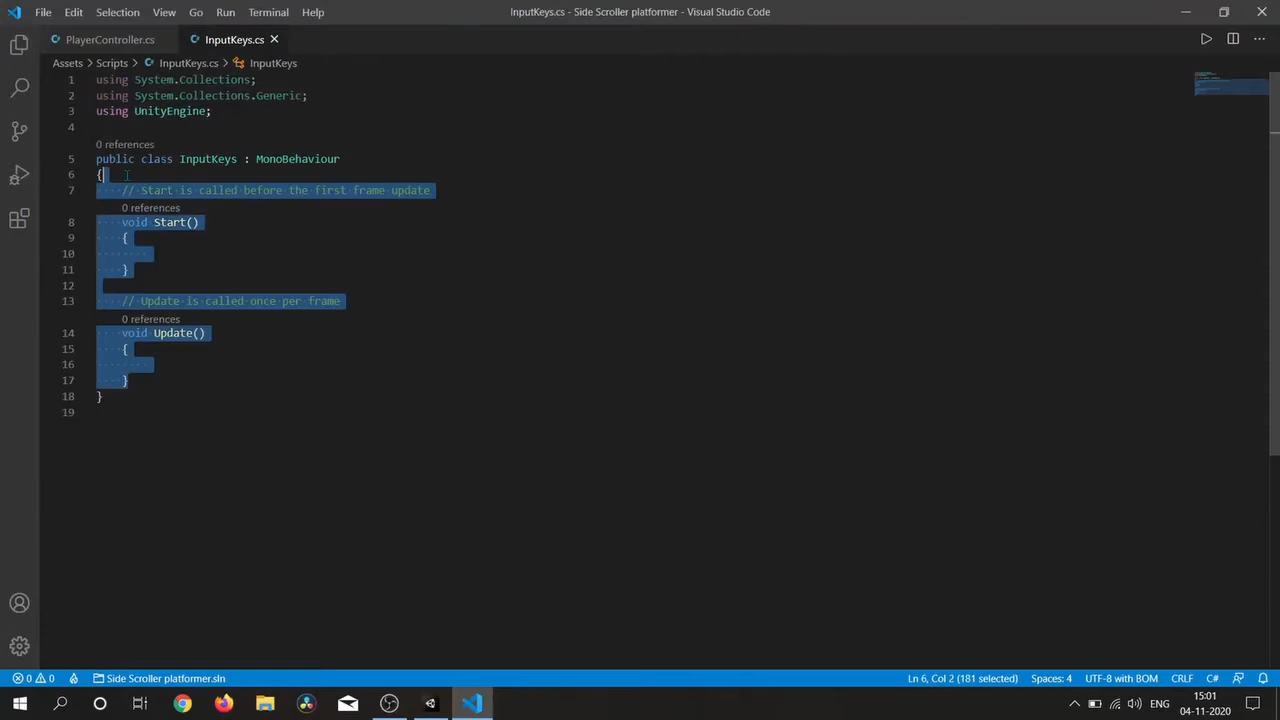 File Edit Selection View Go Run Terminal Help
InputKeys.cs - Side Scroller platformer - Visual Studio Code
PlayerController.cs
InputKeys.cs
Assets > Scripts > InputKeys.cs > InputKeys
1 using System.Collections;
2 using System.Collections.Generic;
3 using UnityEngine;
4
0 references
5 public class InputKeys : MonoBehaviour
6 {
7 // Start is called before the first frame update
0 references
8 void Start()
9 {
10
11 }
12
13 // Update is called once per frame
0 references
14 void Update()
15 {
16
17 }
18 }
19
0 0 Side Scroller platformer.sln
Ln 6, Col 2 (181 selected) Spaces: 4 UTF-8 with BOM CRLF C#
ENG
15:01
04-11-2020